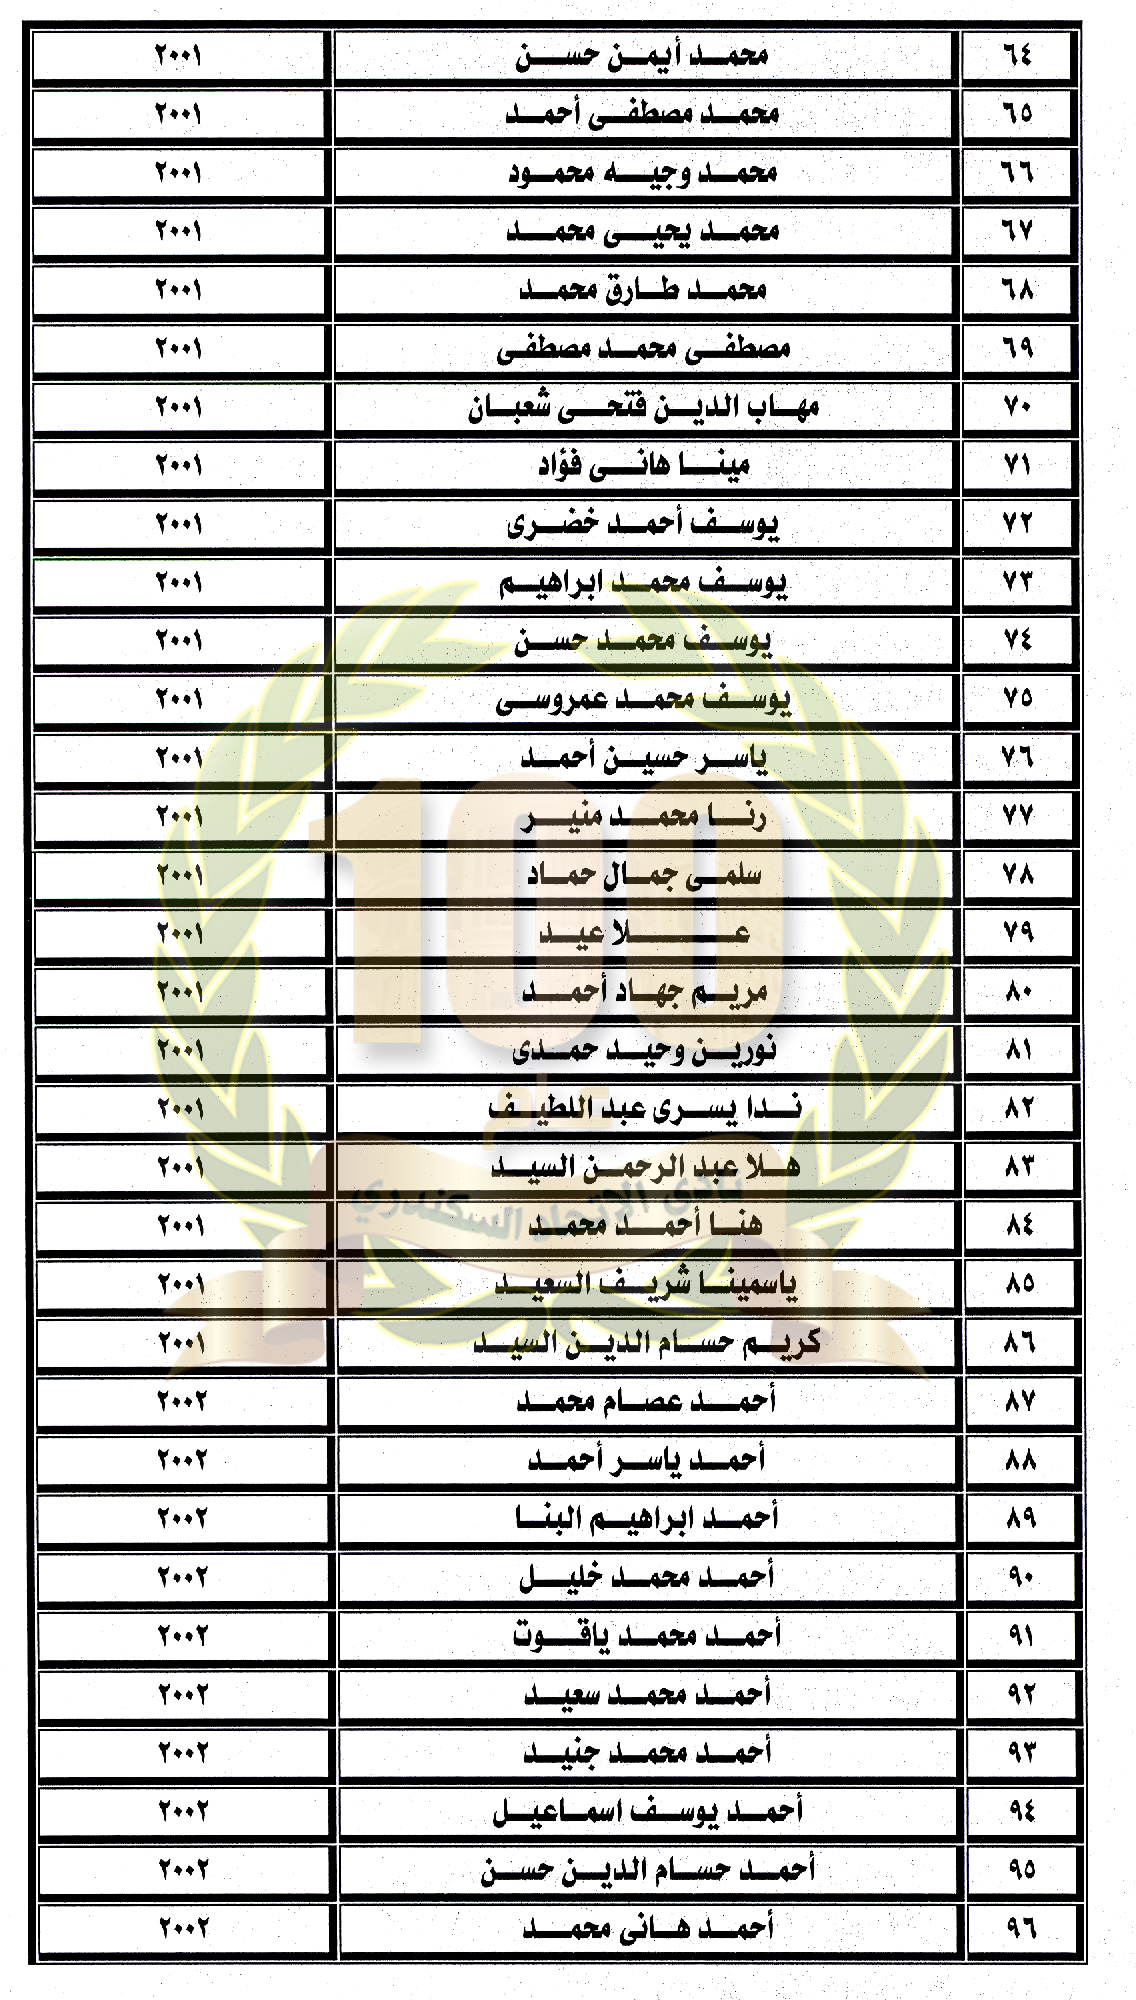 ٦٤ محمد أيمن حسن ٢٠٠١
٦٥ محمد مصطفى أحمد ٢٠٠١
٦٦ محمد وجيه محمود ٢٠٠١
٦٧ محمد يحيى محمد ٢٠٠١
٦٨ محمد طارق محمد ٢٠٠١
٦٩ مصطفى محمد مصطفى ٢٠٠١
٧٠ مهاب الدين فتحى شعبان ٢٠٠١
٧١ مينا هانى فؤاد ٢٠٠١
٧٢ يوسف أحمد خضرى ٢٠٠١
٧٣ يوسف محمد ابراهيم ٢٠٠١
٧٤ يوسف محمد حسن ٢٠٠١
٧٥ يوسف محمد عمروسى ٢٠٠١
٧٦ ياسر حسين أحمد ٢٠٠١
٧٧ رنا محمد منير ٢٠٠١
٧٨ سلمى جمال حماد ٢٠٠١
٧٩ علا عيد ٢٠٠١
٨٠ مريم جهاد أحمد ٢٠٠١
٨١ نورين وحيد حمدى ٢٠٠١
٨٢ ندا يسرى عبد اللطيف ٢٠٠١
٨٣ هلا عبد الرحمن السيد ٢٠٠١
٨٤ هنا أحمد محمد ٢٠٠١
٨٥ ياسمينا شريف السعيد ٢٠٠١
٨٦ كريم حسام الدين السيد ٢٠٠١
٨٧ أحمد عصام محمد ٢٠٠٢
٨٨ أحمد ياسر أحمد ٢٠٠٢
٨٩ أحمد ابراهيم البنا ٢٠٠٢
٩٠ أحمد محمد خليل ٢٠٠٢
٩١ أحمد محمد ياقوت ٢٠٠٢
٩٢ أحمد محمد سعيد ٢٠٠٢
٩٣ أحمد محمد جنيد ٢٠٠٢
٩٤ أحمد يوسف اسماعيل ٢٠٠٢
٩٥ أحمد حسام الدين حسن ٢٠٠٢
٩٦ أحمد هانى محمد ٢٠٠٢
100
عام
نادى الإتحاد السكندري